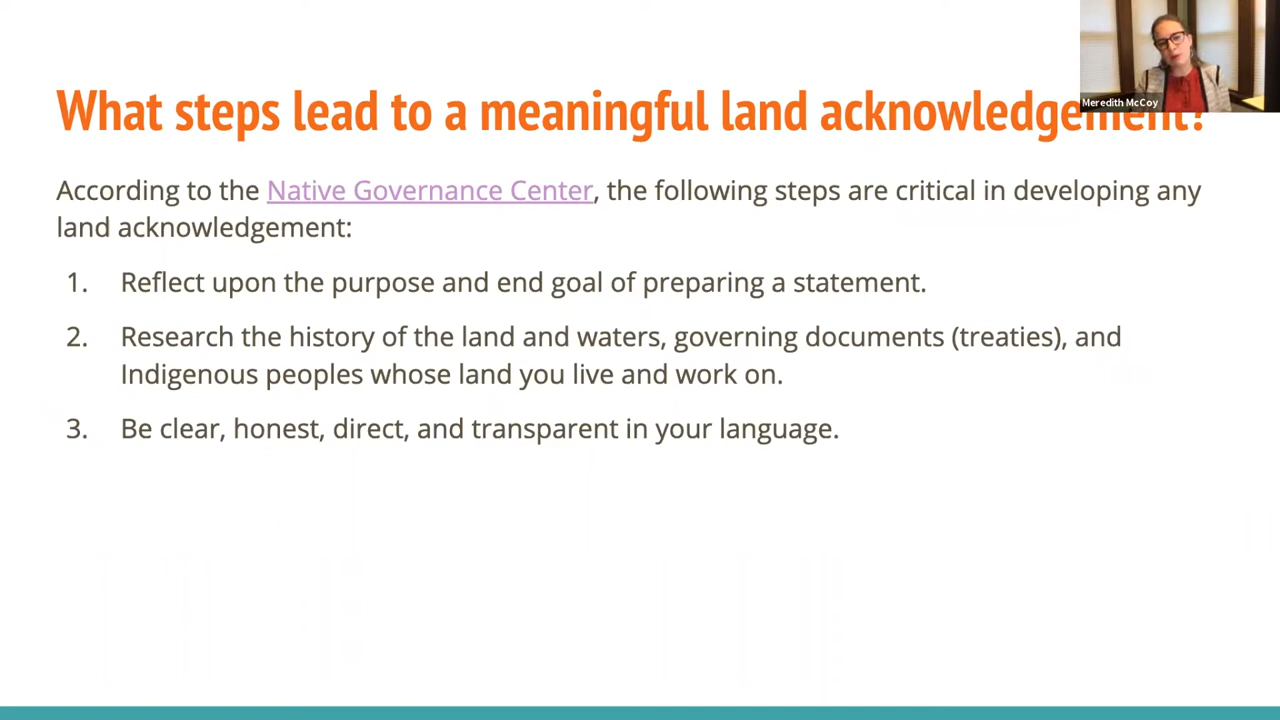 What steps lead to a meaningful land acknowledgement?
Meredith McCoy
According to the Native Governance Center, the following steps are critical in developing any
land acknowledgement:
1. Reflect upon the purpose and end goal of preparing a statement.
2. Research the history of the land and waters, governing documents (treaties), and
Indigenous peoples whose land you live and work on.
3. Be clear, honest, direct, and transparent in your language.